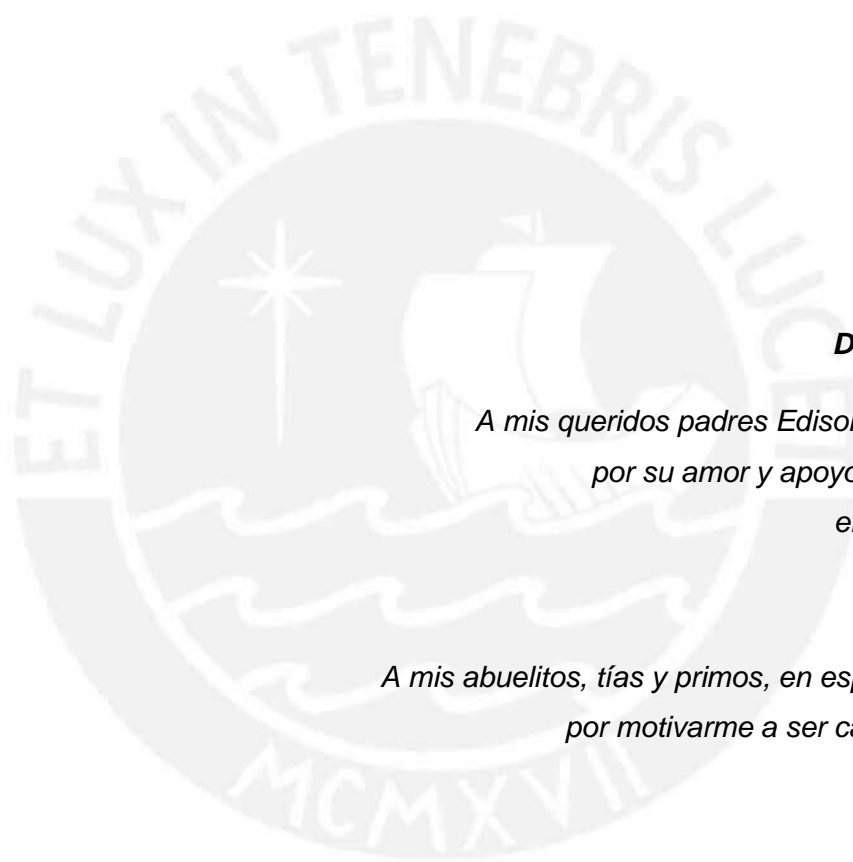 ET LUX IN TENEBRIS LUCET
D
A mis queridos padres Edison
por su amor y apoyo
e
A mis abuelitos, tías y primos, en esp
por motivarme a ser ca
MCMXVII